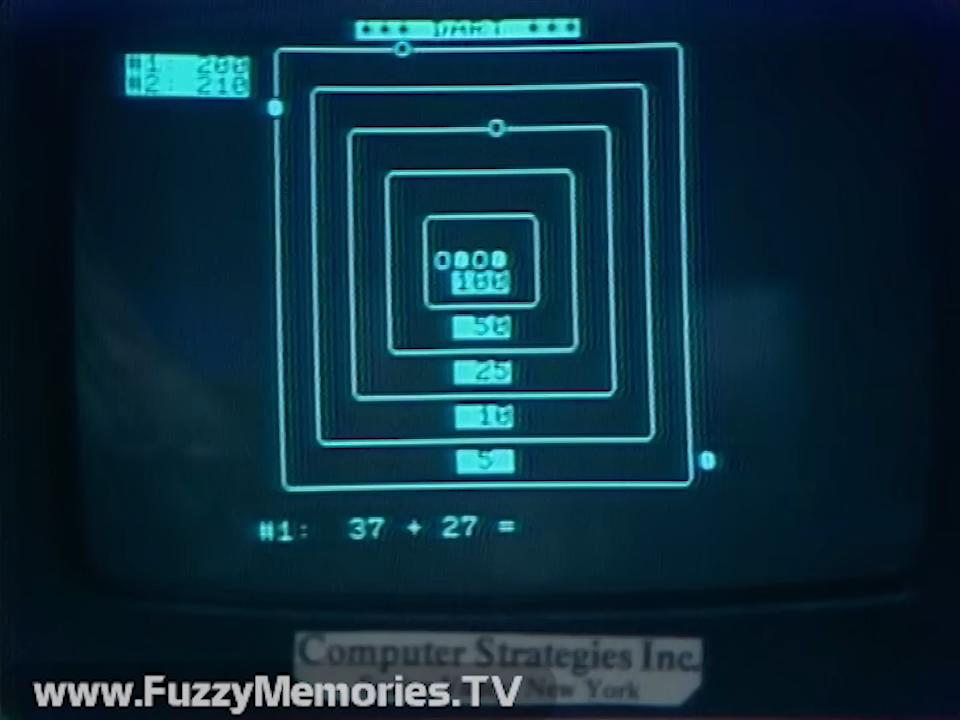 * * * DART * * *
#1: 200
#2: 210
100
50
25
10
5
#1: 37 + 27 =
Computer Strategies Inc.
New York
www.FuzzyMemories.TV